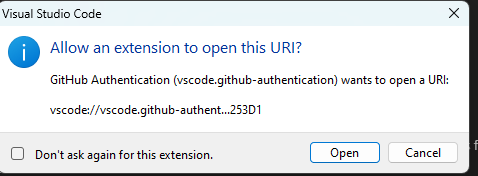 Visual Studio Code
Allow an extension to open this URI?
GitHub Authentication (vscode.github-authentication) wants to open a URI:
vscode://vscode.github-authent...253D1
Don't ask again for this extension.
Open
Cancel